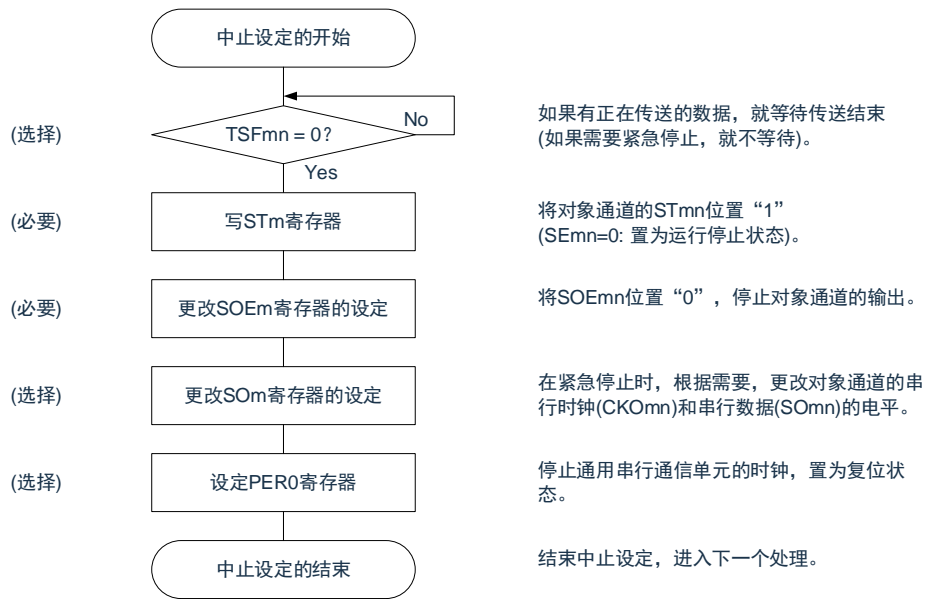 中止设定的开始
(选择)
TSFmn = 0?
No
Yes
如果有正在传送的数据，就等待传送结束
(如果需要紧急停止，就不等待)。
(必要)
写STm寄存器
将对象通道的STmn位置“1”
(SEmn=0: 置为运行停止状态)。
(必要)
更改SOEm寄存器的设定
将SOEmn位置“0”，停止对象通道的输出。
(选择)
更改SOm寄存器的设定
在紧急停止时，根据需要，更改对象通道的串
行时钟(CKOmn)和串行数据(SOmn)的电平。
(选择)
设定PER0寄存器
停止通用串行通信单元的时钟，置为复位状
态。
中止设定的结束
结束中止设定，进入下一个处理。